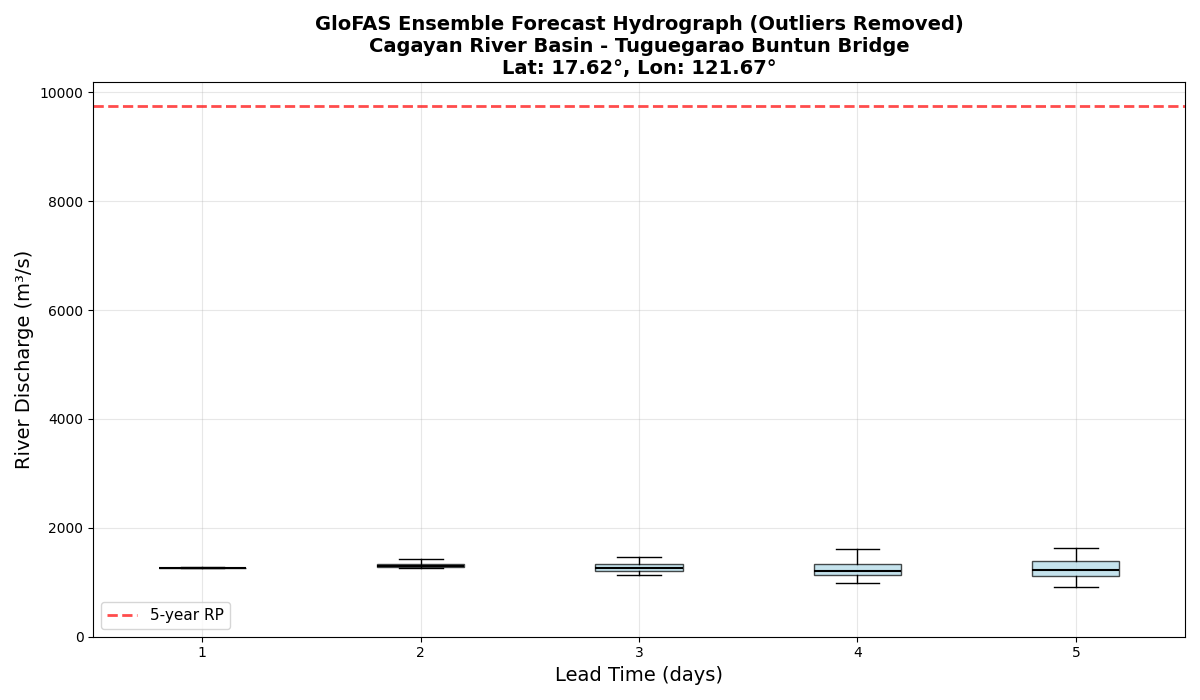 GloFAS Ensemble Forecast Hydrograph (Outliers Removed)
Cagayan River Basin - Tuguegarao Buntun Bridge
Lat: 17.62°, Lon: 121.67°
River Discharge (m³/s)
10000
8000
6000
4000
2000
0
5-year RP
1 2 3 4 5
Lead Time (days)